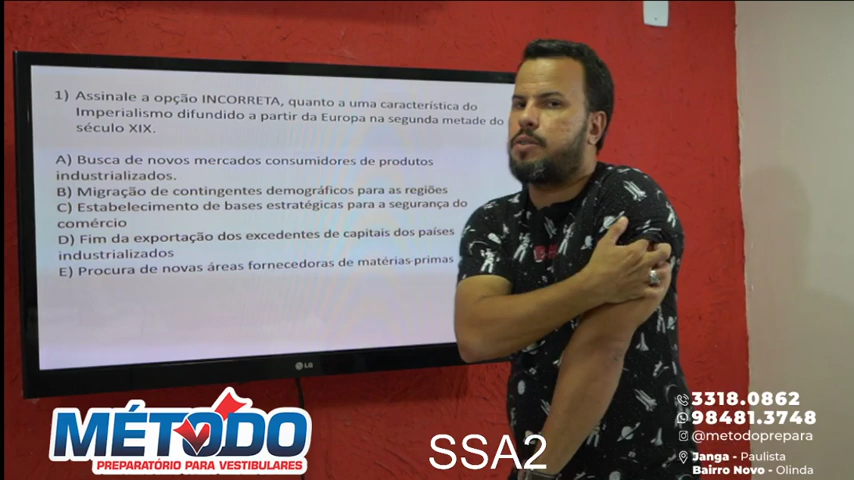 1) Assinale a opção INCORRETA, quanto a uma característica do
Imperialismo difundido a partir da Europa na segunda metade do
século XIX.
A) Busca de novos mercados consumidores de produtos
industrializados.
B) Migração de contingentes demográficos para as regiões
C) Estabelecimento de bases estratégicas para a segurança do
comércio
D) Fim da exportação dos excedentes de capitais dos países
industrializados
E) Procura de novas áreas fornecedoras de matérias-primas
LG
MÉTODO
PREPARATÓRIO PARA VESTIBULARES
SSA2
3318.0862
98481.3748
@metodoprepara
Janga - Paulista
Bairro Novo - Olinda